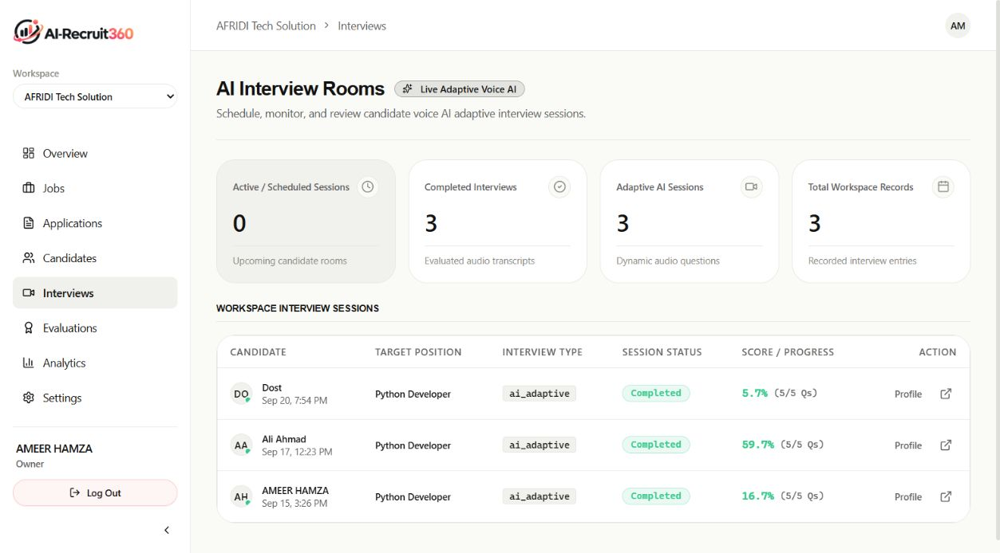 AI-Recruit360
Workspace
AFRIDI Tech Solution
Overview
Jobs
Applications
Candidates
Interviews
Evaluations
Analytics
Settings
AMEER HAMZA
Owner
Log Out
AFRIDI Tech Solution > Interviews
AM
AI Interview Rooms
Live Adaptive Voice AI
Schedule, monitor, and review candidate voice AI adaptive interview sessions.
Active / Scheduled Sessions
0
Upcoming candidate rooms
Completed Interviews
3
Evaluated audio transcripts
Adaptive AI Sessions
3
Dynamic audio questions
Total Workspace Records
3
Recorded interview entries
WORKSPACE INTERVIEW SESSIONS
CANDIDATE TARGET POSITION INTERVIEW TYPE SESSION STATUS SCORE / PROGRESS ACTION
DO Dost
Sep 20, 7:54 PM
Python Developer ai_adaptive Completed 5.7% (5/5 Qs) Profile
AA Ali Ahmad
Sep 17, 12:23 PM
Python Developer ai_adaptive Completed 59.7% (5/5 Qs) Profile
AH AMEER HAMZA
Sep 15, 3:26 PM
Python Developer ai_adaptive Completed 16.7% (5/5 Qs) Profile